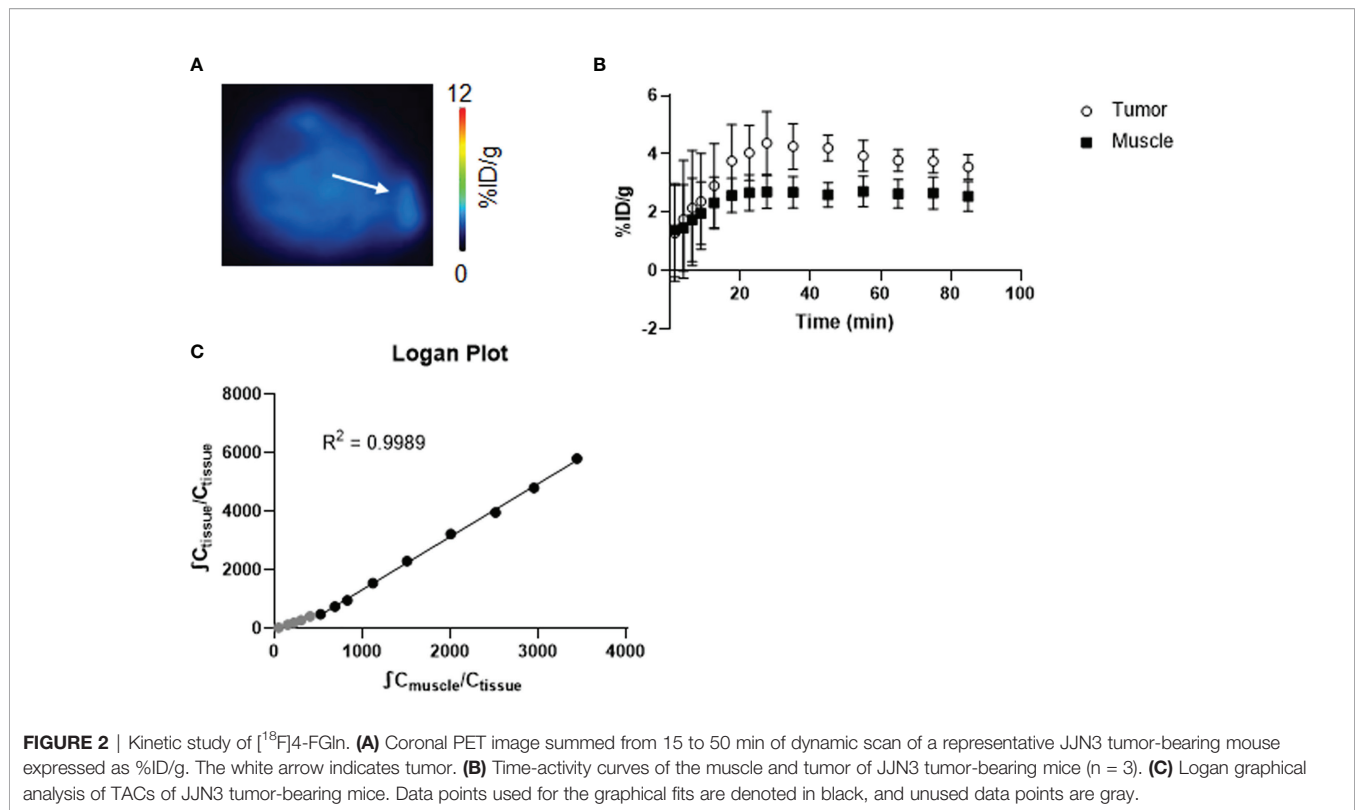 A
12
%ID/g
0
B
6
4
2
0
-2
%ID/g
20
40
60
80
100
Time (min)
Tumor
Muscle
C
Logan Plot
8000
6000
4000
2000
0
R² = 0.9989
∫Ctissue/Ctissue
0
1000
2000
3000
4000
∫Cmuscle/Ctissue
FIGURE 2 | Kinetic study of [¹⁸F]4-FGln. (A) Coronal PET image summed from 15 to 50 min of dynamic scan of a representative JJN3 tumor-bearing mouse
expressed as %ID/g. The white arrow indicates tumor. (B) Time-activity curves of the muscle and tumor of JJN3 tumor-bearing mice (n = 3). (C) Logan graphical
analysis of TACs of JJN3 tumor-bearing mice. Data points used for the graphical fits are denoted in black, and unused data points are gray.